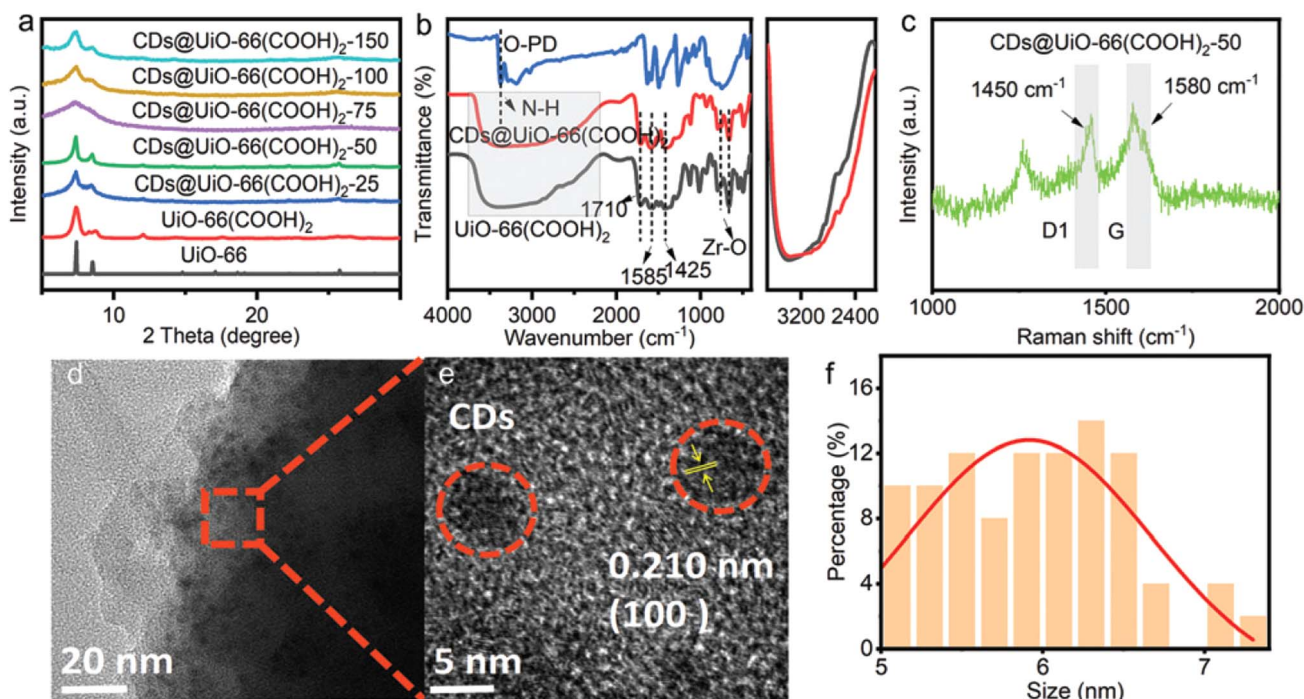 a
CDs@UiO-66(COOH)₂-150
CDs@UiO-66(COOH)₂-100
CDs@UiO-66(COOH)₂-75
CDs@UiO-66(COOH)₂-50
CDs@UiO-66(COOH)₂-25
UiO-66(COOH)₂
UiO-66
Intensity (a.u.)
10 20
2 Theta (degree)
b
O-PD
N-H
CDs@UiO-66(COOH)₂
1710
UiO-66(COOH)₂
Zr-O
1585
1425
Transmittance (%)
4000 3000 2000 1000
3200 2400
Wavenumber (cm⁻¹)
c
CDs@UiO-66(COOH)₂-50
1450 cm⁻¹
1580 cm⁻¹
D1 G
Intensity (a.u.)
1000 1500 2000
Raman shift (cm⁻¹)
d
20 nm
e
CDs
0.210 nm
(100 )
5 nm
f
16
12
8
4
0
Percentage (%)
5 6 7
Size (nm)